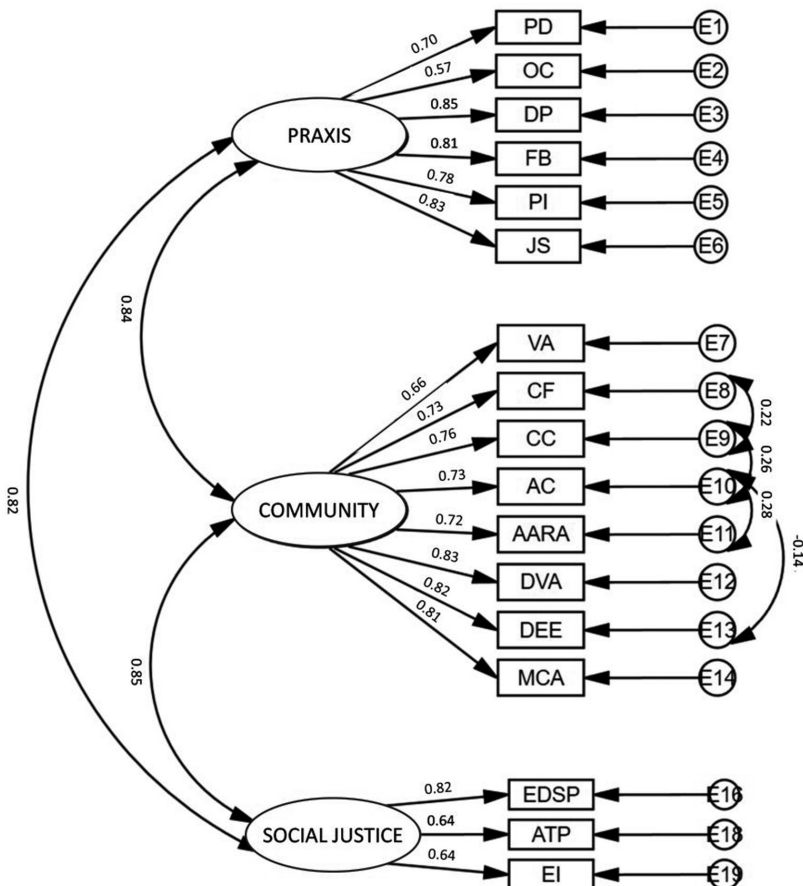 0.70 PD E1
0.57 OC E2
0.85 DP E3
PRAXIS
0.81 FB E4
0.78 PI E5
0.83 JS E6
0.84
0.66 VA E7
0.73 CF E8
0.22
0.76 CC E9
0.26
0.73 AC E10
0.28
COMMUNITY
0.82
0.72 AARA E11
-0.14
0.83 DVA E12
0.82 DEE E13
0.81 MCA E14
0.85
0.82 EDSP E16
SOCIAL JUSTICE
0.64 ATP E18
0.64 EI E19